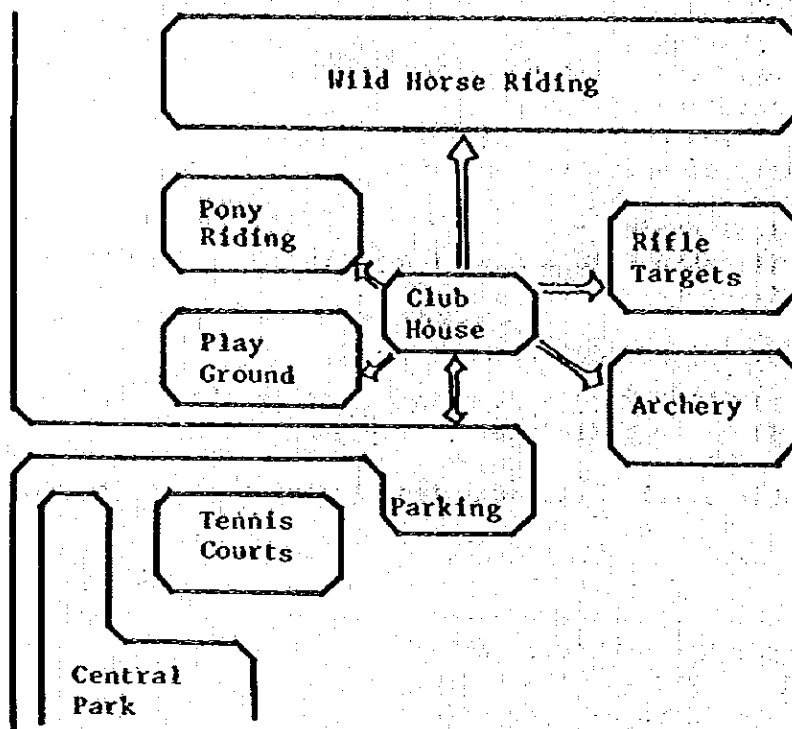 Wild Horse Riding
Pony
Riding
Rifle
Targets
Club
House
Play
Ground
Archery
Parking
Tennis
Courts
Central
Park